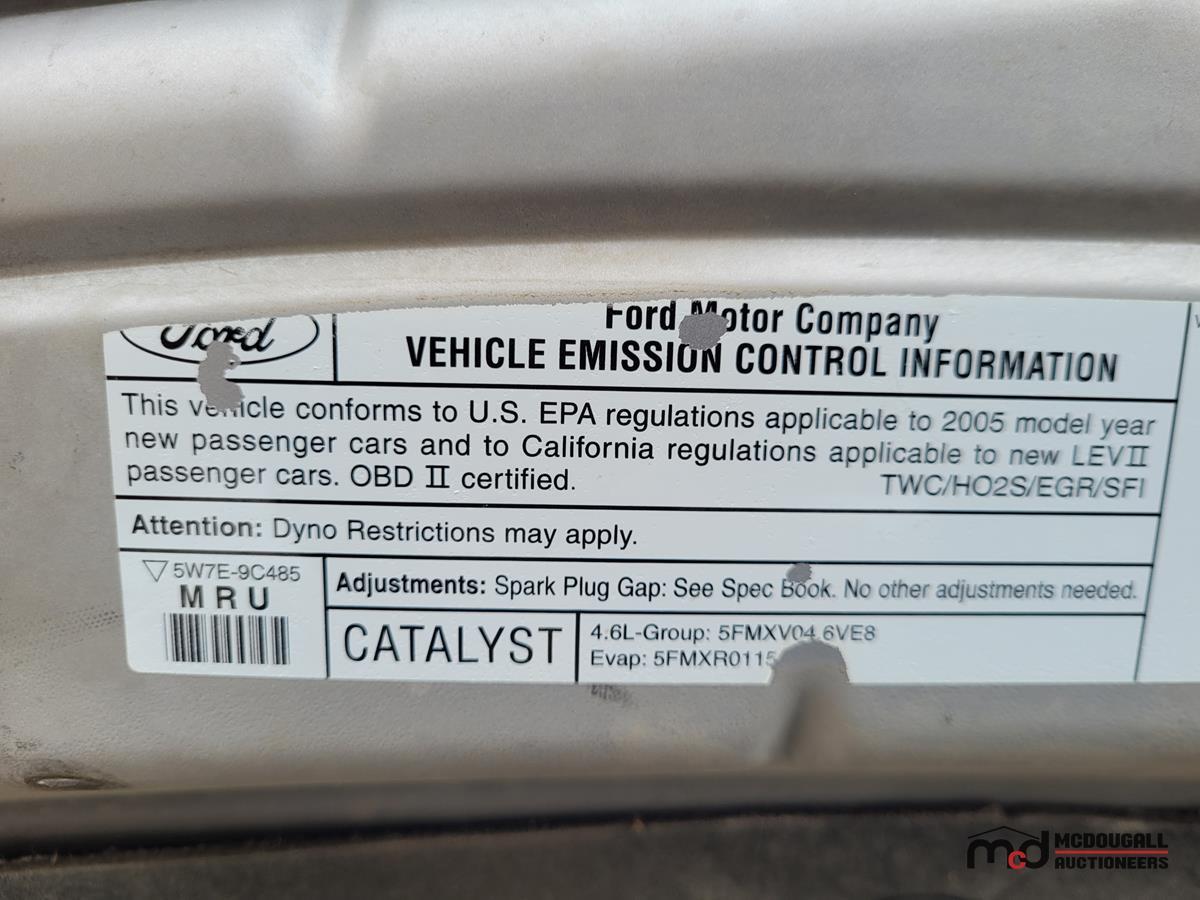 Ford
Ford Motor Company
VEHICLE EMISSION CONTROL INFORMATION
This vehicle conforms to U.S. EPA regulations applicable to 2005 model year
new passenger cars and to California regulations applicable to new LEVII
passenger cars. OBD II certified.
TWC/HO2S/EGR/SFI
Attention: Dyno Restrictions may apply.
5W7E-9C485
MRU
Adjustments: Spark Plug Gap: See Spec Book. No other adjustments needed.
CATALYST
4.6L-Group: 5FMXV04.6VE8
Evap: 5FMXR0115
mcd MCDOUGALL
AUCTIONEERS